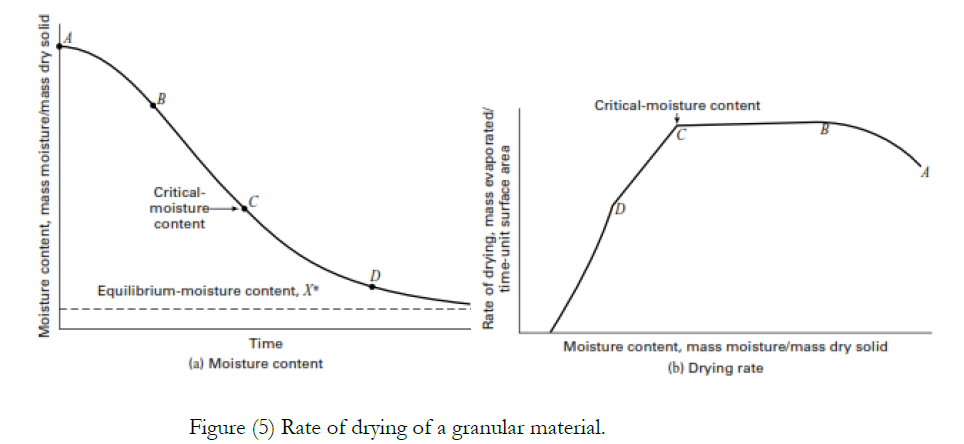 Moisture content, mass moisture/mass dry solid
A
B
Critical-
moisture
content
C
D
Equilibrium-moisture content, X*
Time
(a) Moisture content
Rate of drying, mass evaporated/
time-unit surface area
Critical-moisture content
C
B
A
D
Moisture content, mass moisture/mass dry solid
(b) Drying rate
Figure (5) Rate of drying of a granular material.